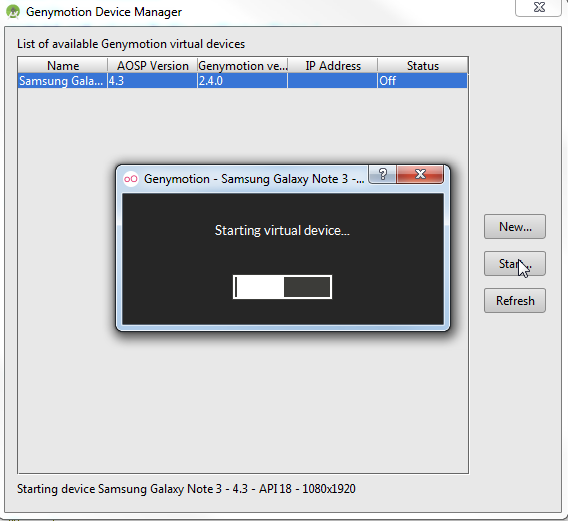 Genymotion Device Manager
List of available Genymotion virtual devices
Name AOSP Version Genymotion ve... IP Address Status
Samsung Gala... 4.3 2.4.0 Off
Genymotion - Samsung Galaxy Note 3 -...
?
Starting virtual device...
New...
Start...
Refresh
Starting device Samsung Galaxy Note 3 - 4.3 - API 18 - 1080x1920